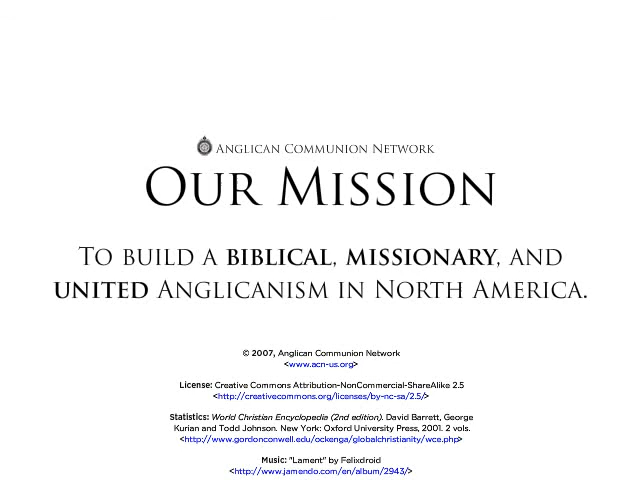 Anglican Communion Network
Our Mission
To build a biblical, missionary, and
united Anglicanism in North America.
© 2007, Anglican Communion Network
<www.acn-us.org>
License: Creative Commons Attribution-NonCommercial-ShareAlike 2.5
<http://creativecommons.org/licenses/by-nc-sa/2.5/>
Statistics: World Christian Encyclopedia (2nd edition). David Barrett, George
Kurian and Todd Johnson. New York: Oxford University Press, 2001. 2 vols.
<http://www.gordonconwell.edu/ockenga/globalchristianity/wce.php>
Music: "Lament" by Felixdroid
<http://www.jamendo.com/en/album/2943/>